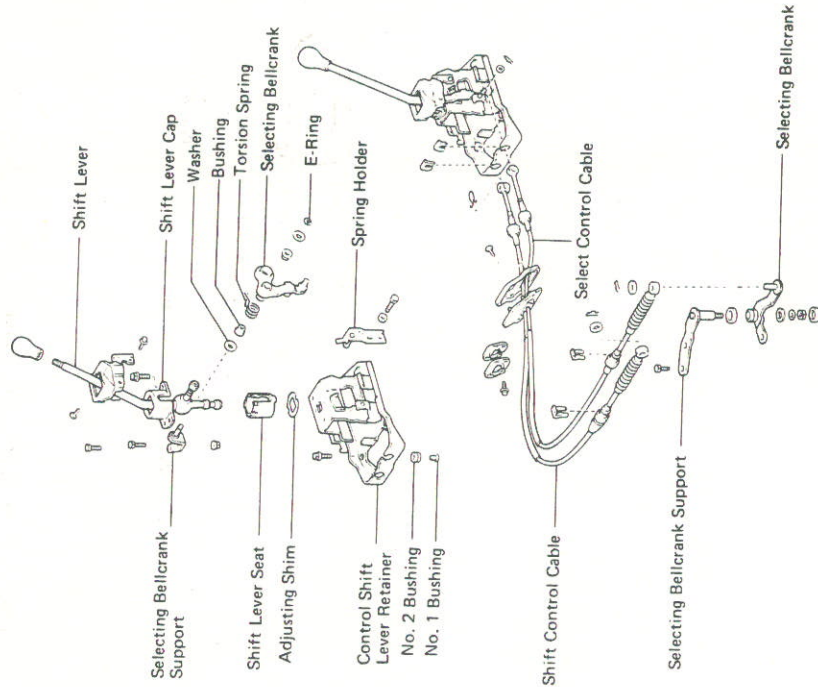 Shift Lever
Shift Lever Cap
Washer
Bushing
Torsion Spring
Selecting Bellcrank
E-Ring
Spring Holder
Selecting Bellcrank
Support
Shift Lever Seat
Adjusting Shim
Control Shift
Lever Retainer
No. 2 Bushing
No. 1 Bushing
Select Control Cable
Shift Control Cable
Selecting Bellcrank Support
Selecting Bellcrank